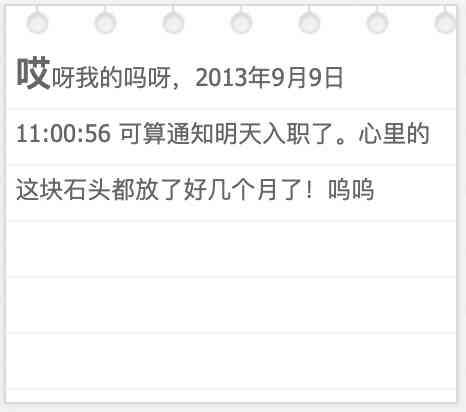 哎呀我的吗呀，2013年9月9日
11:00:56 可算通知明天入职了。心里的
这块石头都放了好几个月了！呜呜